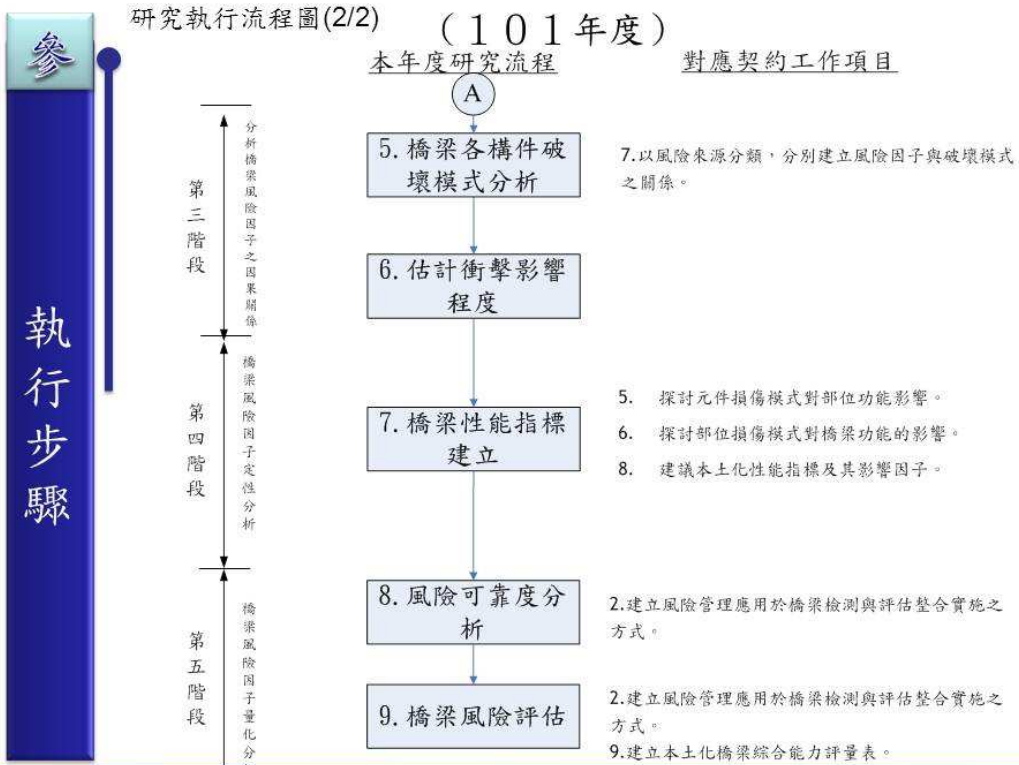 研究執行流程圖(2/2)
（１０１年度）
參
執行步驟
本年度研究流程
對應契約工作項目
A
第三階段
分析橋梁風險因子之因果關係
5.橋梁各構件破
壞模式分析
7.以風險來源分類，分別建立風險因子與破壞模式
之關係。
6.估計衝擊影響
程度
第四階段
橋梁風險因子定性分析
7.橋梁性能指標
建立
5. 探討元件損傷模式對部位功能影響。
6. 探討部位損傷模式對橋梁功能的影響。
8. 建議本土化性能指標及其影響因子。
第五階段
橋梁風險因子量化分
8.風險可靠度分
析
2.建立風險管理應用於橋梁檢測與評估整合實施之
方式。
9.橋梁風險評估
2.建立風險管理應用於橋梁檢測與評估整合實施之
方式。
9.建立本土化橋梁綜合能力評量表。